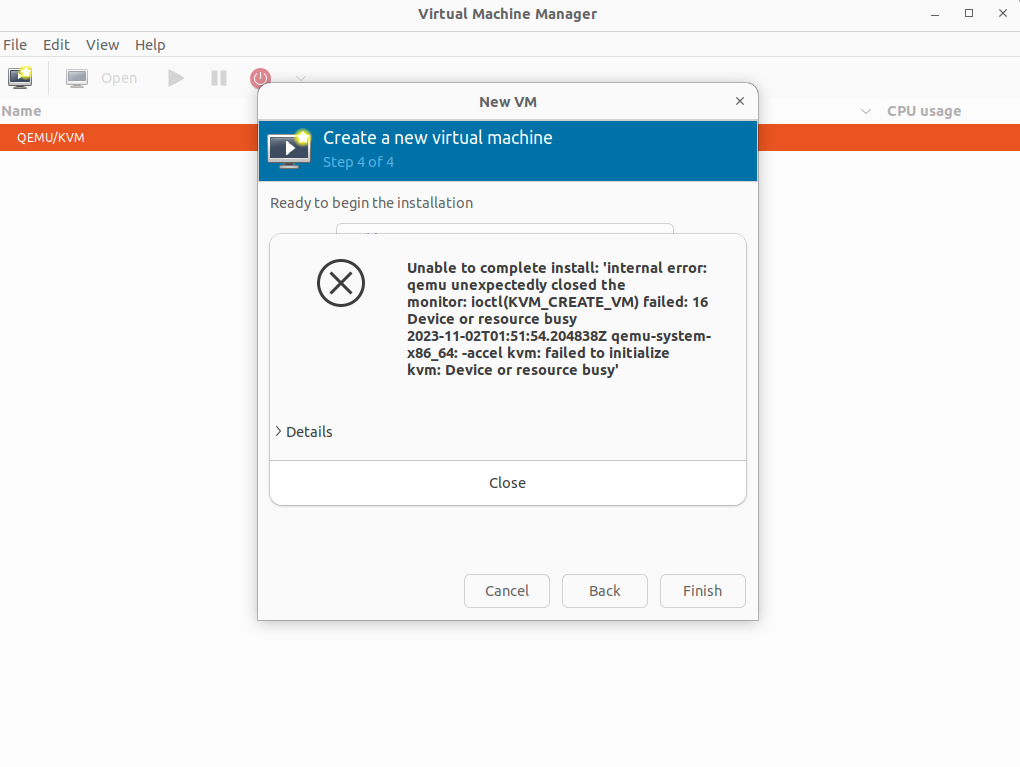 Virtual Machine Manager
File Edit View Help
Open
Name
CPU usage
QEMU/KVM
New VM
Create a new virtual machine
Step 4 of 4
Ready to begin the installation
Unable to complete install: 'internal error:
qemu unexpectedly closed the
monitor: ioctl(KVM_CREATE_VM) failed: 16
Device or resource busy
2023-11-02T01:51:54.204838Z qemu-system-
x86_64: -accel kvm: failed to initialize
kvm: Device or resource busy'
Details
Close
Cancel Back Finish